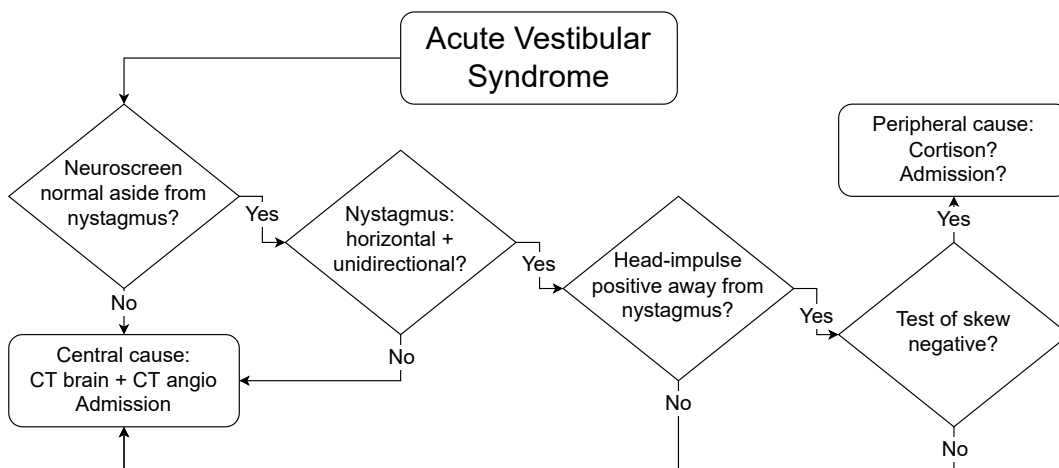 Acute Vestibular
Syndrome
Neuroscreen
normal aside from
nystagmus?
Yes
No
Nystagmus:
horizontal +
unidirectional?
Yes
No
Head-impulse
positive away from
nystagmus?
Yes
No
Test of skew
negative?
Yes
No
Peripheral cause:
Cortison?
Admission?
Central cause:
CT brain + CT angio
Admission